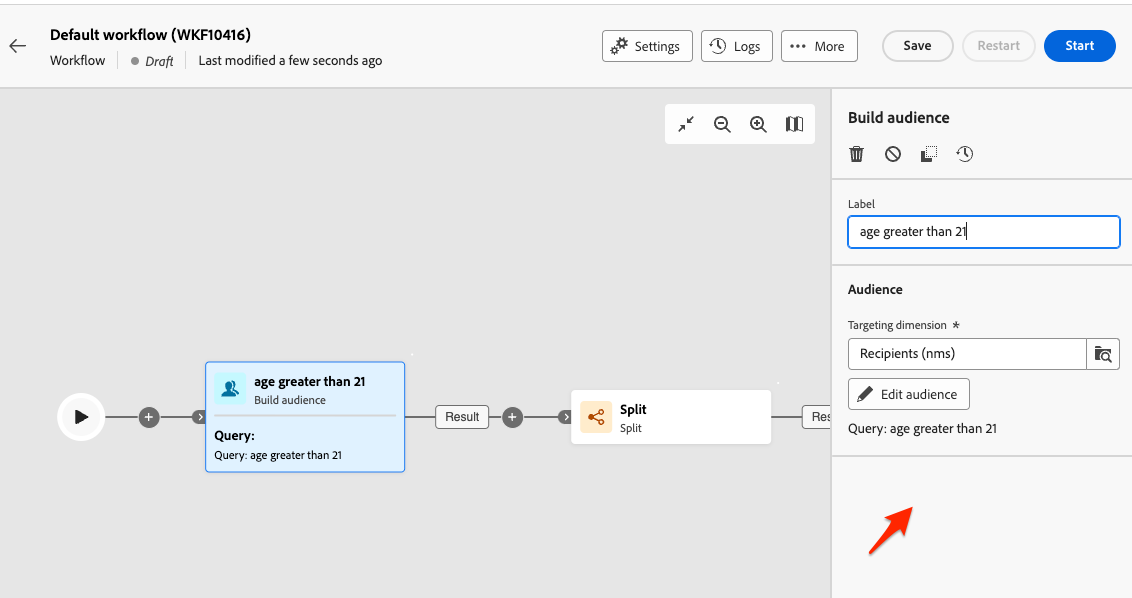 Default workflow (WKF10416)
Workflow
Draft
Last modified a few seconds ago
Settings
Logs
More
Save
Restart
Start
Build audience
Label
age greater than 21
Audience
Targeting dimension *
Recipients (nms)
Edit audience
Query: age greater than 21
age greater than 21
Build audience
Query:
Query: age greater than 21
Result
Split
Split
Res